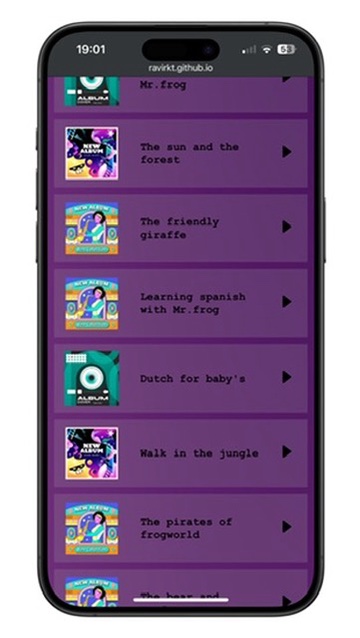 19:01
53
ravirkt.github.io
ALBUM
Mr.frog
NEW
ALBUM
The sun and the
forest
NEW ALBUM
The friendly
giraffe
NEW ALBUM
Learning spanish
with Mr.frog
ALBUM
Dutch for baby's
NEW
ALBUM
Walk in the jungle
NEW ALBUM
The pirates of
frogworld
NEW ALBUM
The bear and